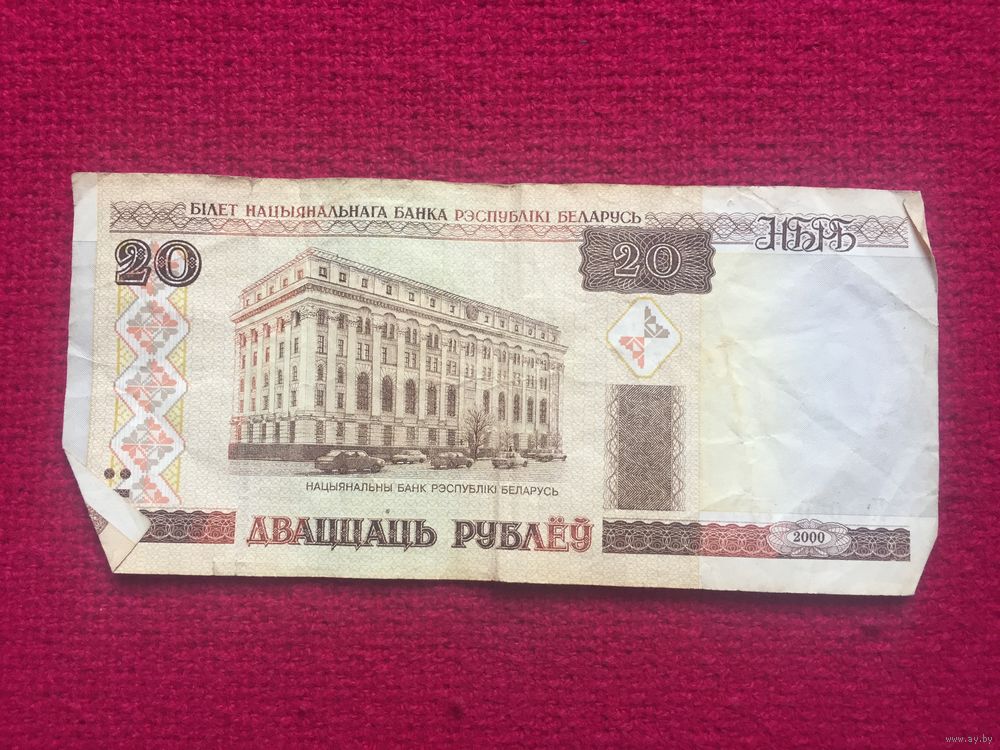 БІЛЕТ НАЦЫЯНАЛЬНАГА БАНКА РЭСПУБЛІКІ БЕЛАРУСЬ
НБРБ
20
20
НАЦЫЯНАЛЬНЫ БАНК РЭСПУБЛІКІ БЕЛАРУСЬ
ДВАЦЦАЦЬ РУБЛЁЎ
2000
www.ay.by